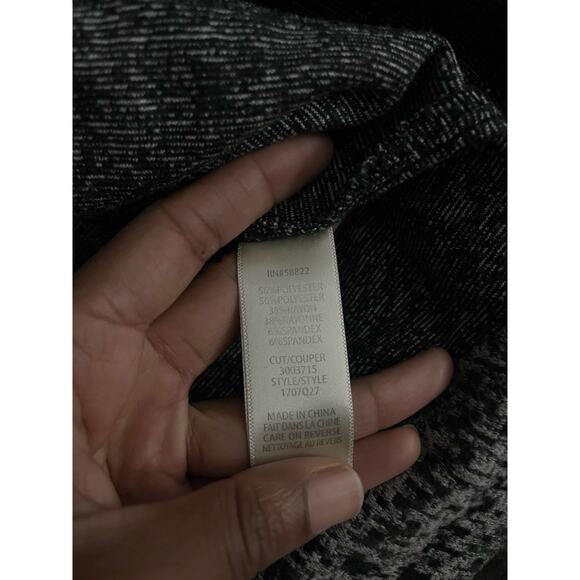 RN#58822
56%POLYESTER
56%POLYESTER
38%RAYON
38%RAYONNE
6%SPANDEX
6%SPANDEX
CUT/COUPER
3003715
STYLE/STYLE
1707Q27
MADE IN CHINA
FAIT DANS LA CHINE
CARE ON REVERSE
NETTOYAGE AU REVERS